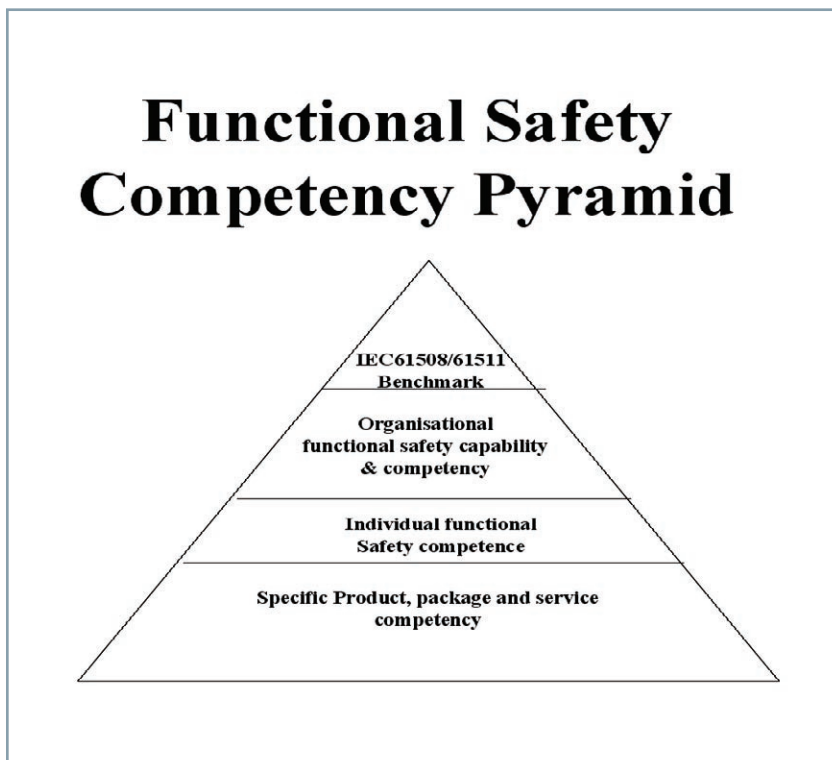 Functional Safety
Competency Pyramid
IEC61508/61511
Benchmark
Organisational
functional safety capability
& competency
Individual functional
Safety competence
Specific Product, package and service
competency